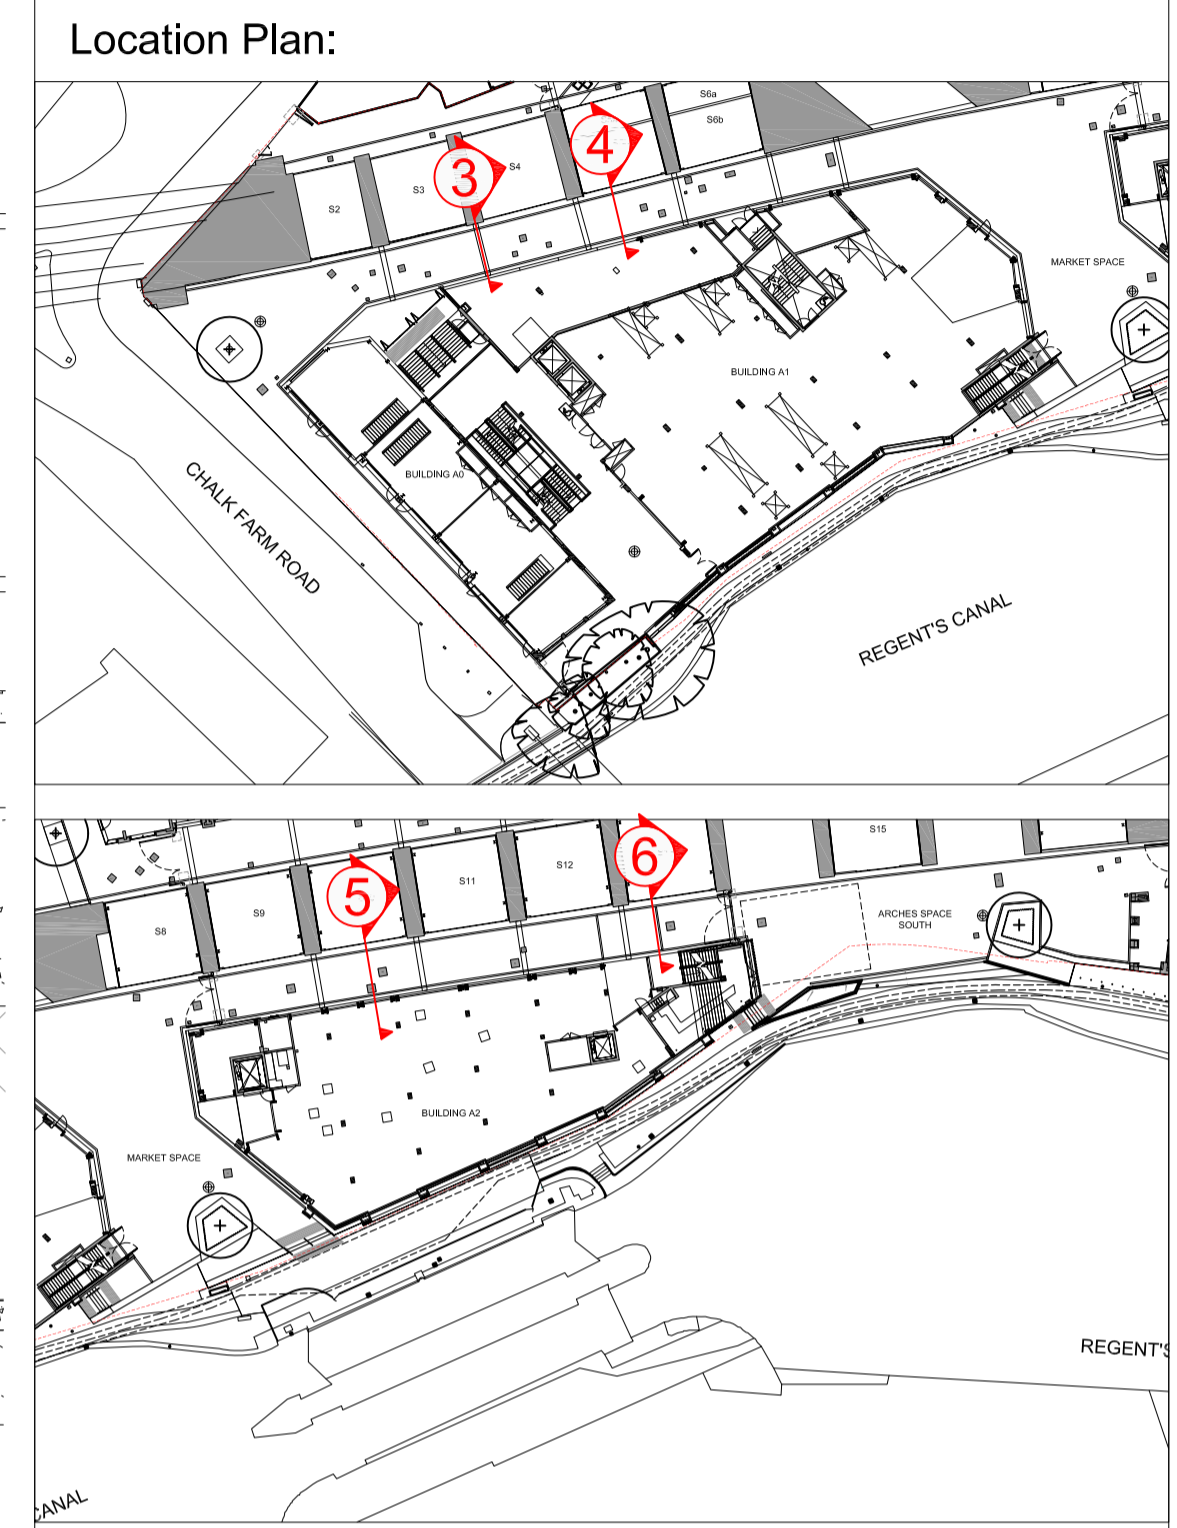 Location Plan:
S6a
S6b
4
S4
3
S3
S2
MARKET SPACE
BUILDING A1
BUILDING A0
CHALK FARM ROAD
REGENT'S CANAL
S15
6
S12
S11
5
S9
S8
ARCHES SPACE
SOUTH
BUILDING A2
MARKET SPACE
REGENT'S
CANAL